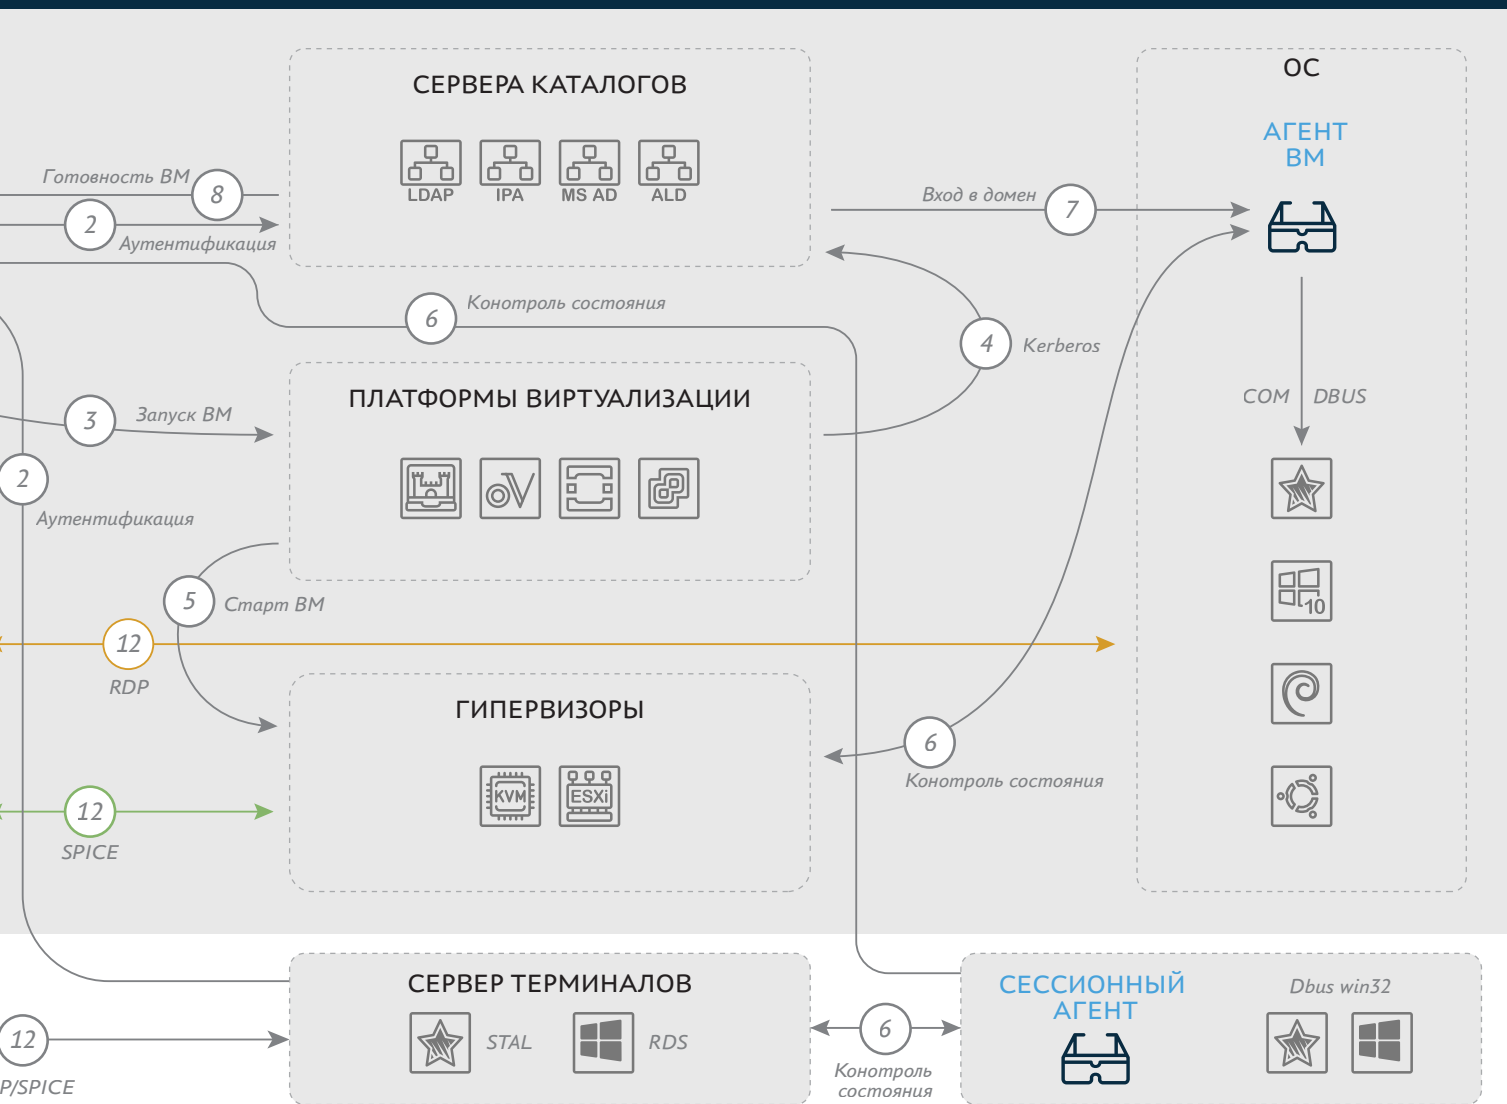 СЕРВЕРА КАТАЛОГОВ
LDAP
IPA
MS AD
ALD
ОС
АГЕНТ
ВМ
Готовность ВМ
8
2
Аутентификация
Вход в домен
7
6
Конотроль состояния
4
Kerberos
COM
DBUS
ПЛАТФОРМЫ ВИРТУАЛИЗАЦИИ
oV
3
Запуск ВМ
2
Аутентификация
5
Старт ВМ
10
12
RDP
ГИПЕРВИЗОРЫ
KVM
ESXi
6
Конотроль состояния
12
SPICE
СЕРВЕР ТЕРМИНАЛОВ
STAL
RDS
12
P/SPICE
6
Конотроль
состояния
СЕССИОННЫЙ
АГЕНТ
Dbus win32